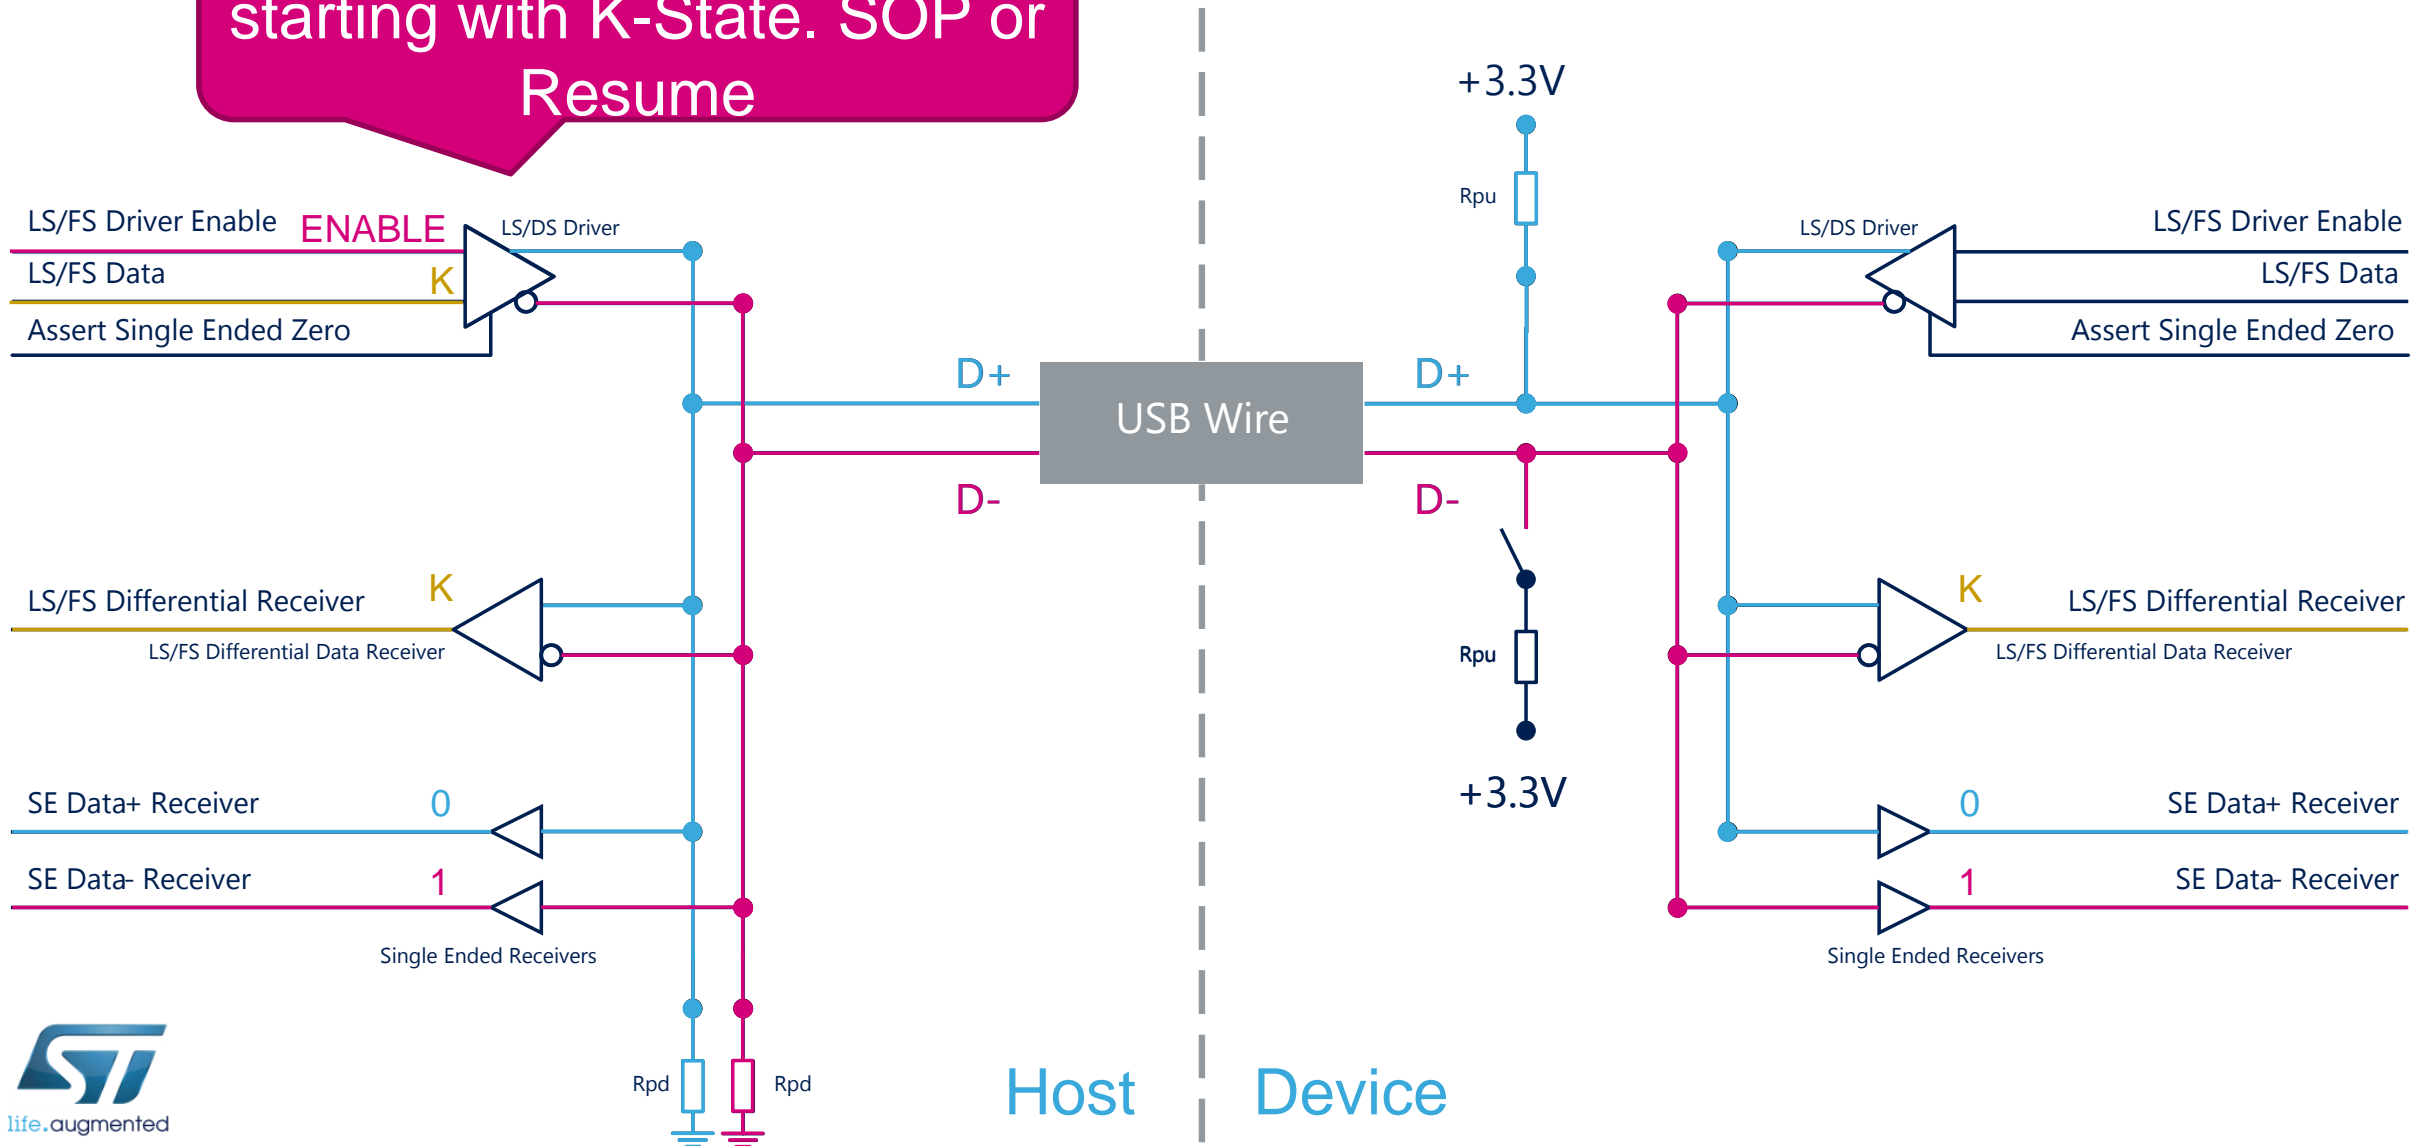 starting with K-State. SOP or
Resume
+3.3V
Rpu
LS/FS Driver Enable
ENABLE
LS/DS Driver
LS/FS Data
K
Assert Single Ended Zero
LS/DS Driver
LS/FS Driver Enable
LS/FS Data
Assert Single Ended Zero
D+
USB Wire
D+
D-
D-
LS/FS Differential Receiver
K
LS/FS Differential Data Receiver
Rpu
+3.3V
K
LS/FS Differential Receiver
LS/FS Differential Data Receiver
SE Data+ Receiver
0
SE Data- Receiver
1
Single Ended Receivers
0
SE Data+ Receiver
1
SE Data- Receiver
Single Ended Receivers
Rpd
Rpd
Host
Device
ST
life.augmented